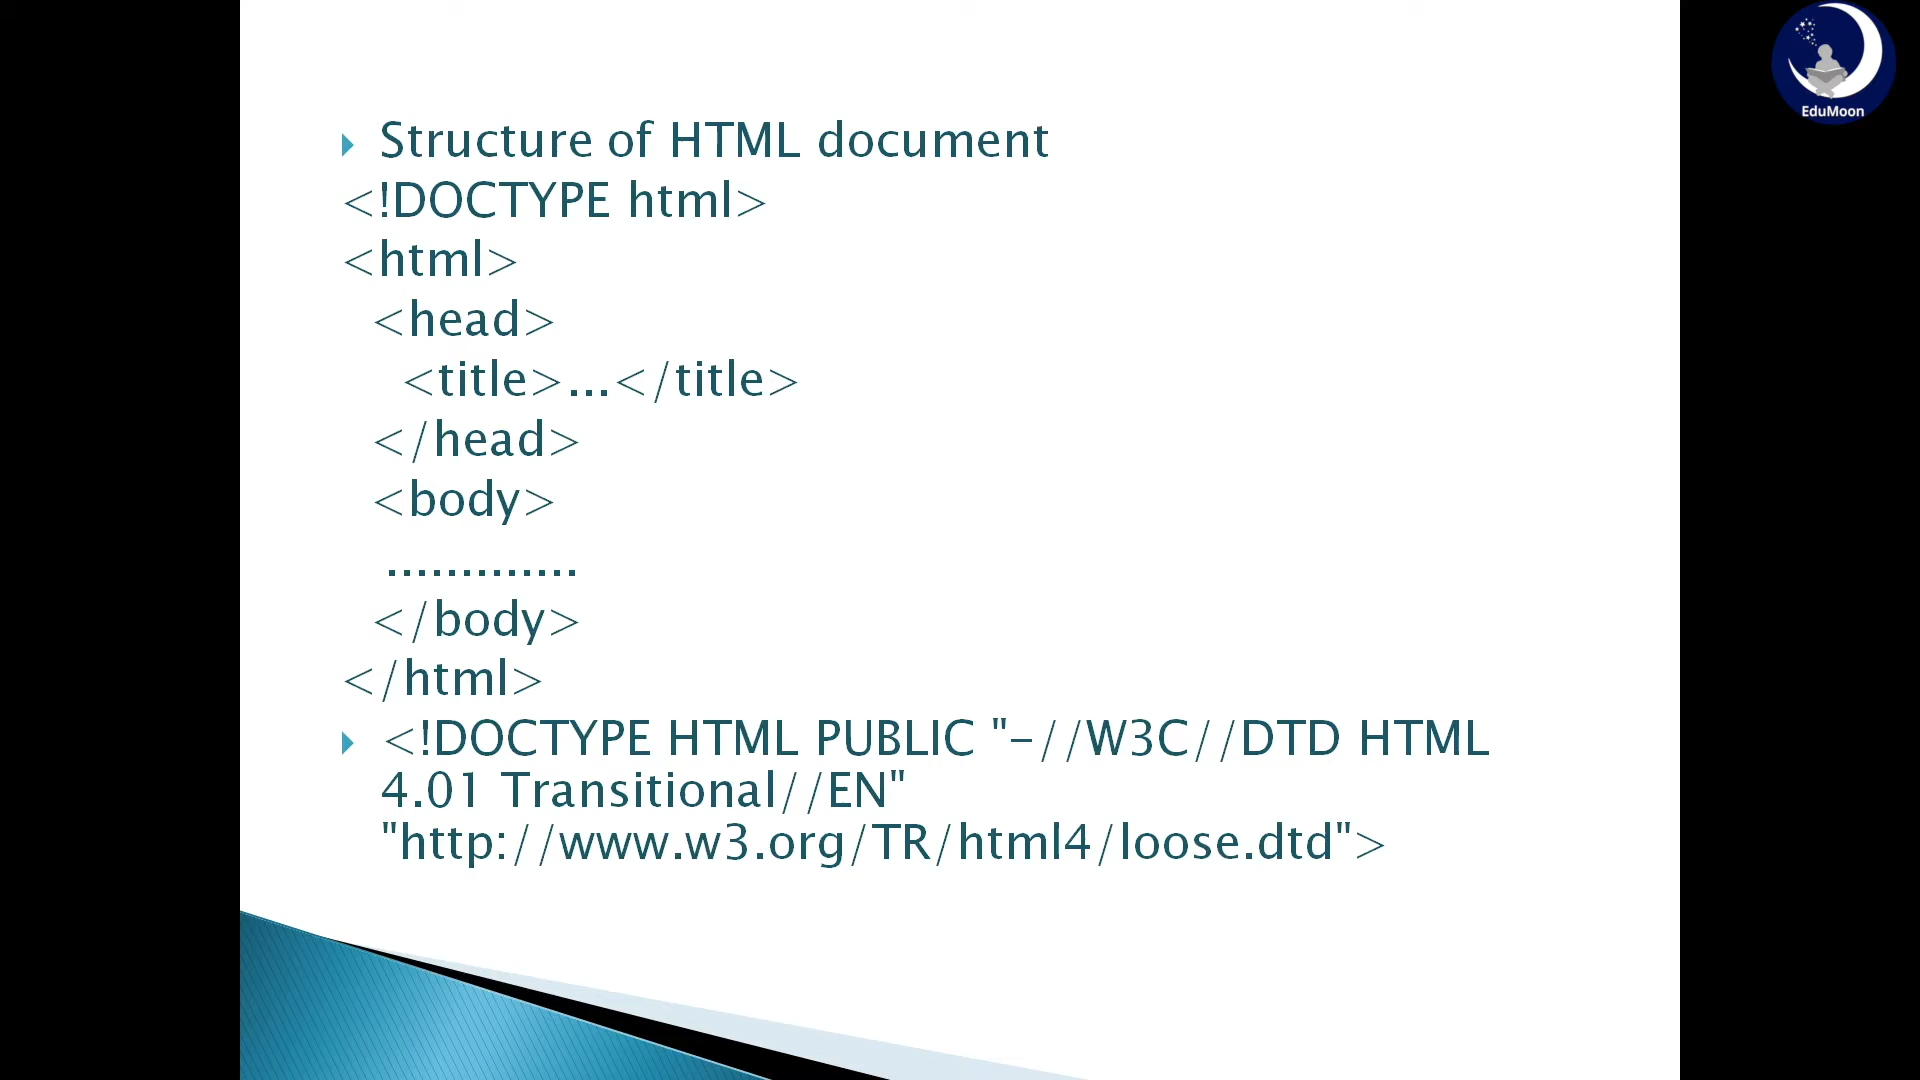 EduMoon
Structure of HTML document
<!DOCTYPE html>
<html>
<head>
<title>...</title>
</head>
<body>
.............
</body>
</html>
<!DOCTYPE HTML PUBLIC "-//W3C//DTD HTML
4.01 Transitional//EN"
"http://www.w3.org/TR/html4/loose.dtd">